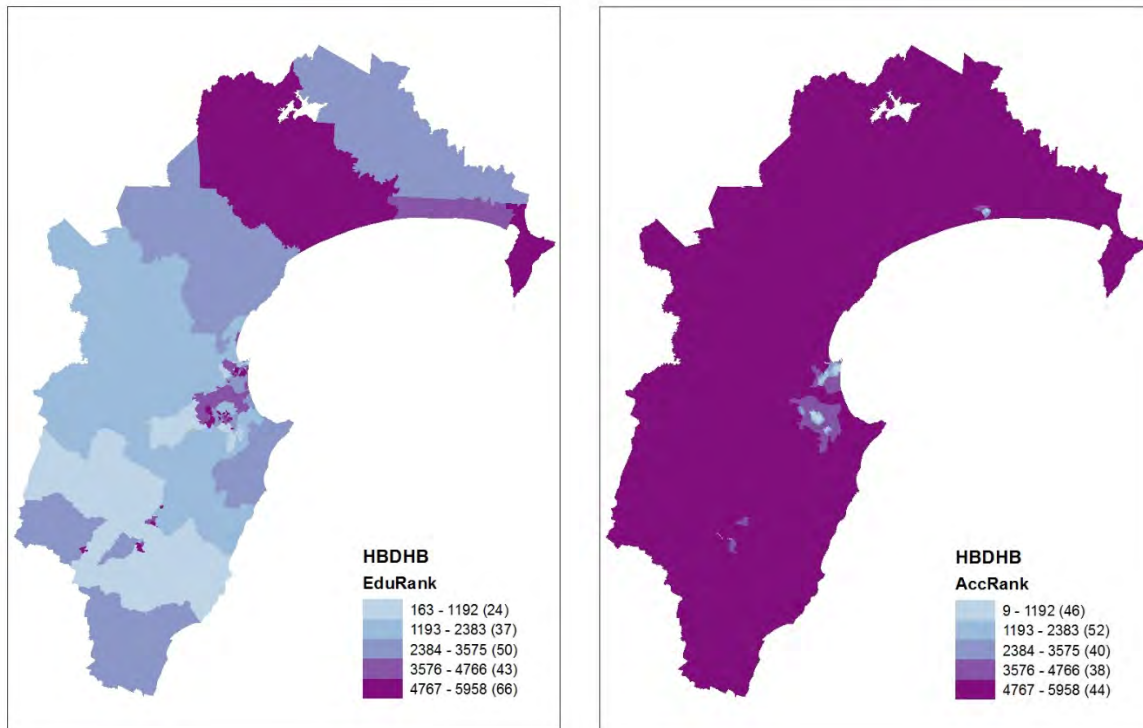 HBDHB
EduRank
163 - 1192 (24)
1193 - 2383 (37)
2384 - 3575 (50)
3576 - 4766 (43)
4767 - 5958 (66)
HBDHB
AccRank
9 - 1192 (46)
1193 - 2383 (52)
2384 - 3575 (40)
3576 - 4766 (38)
4767 - 5958 (44)